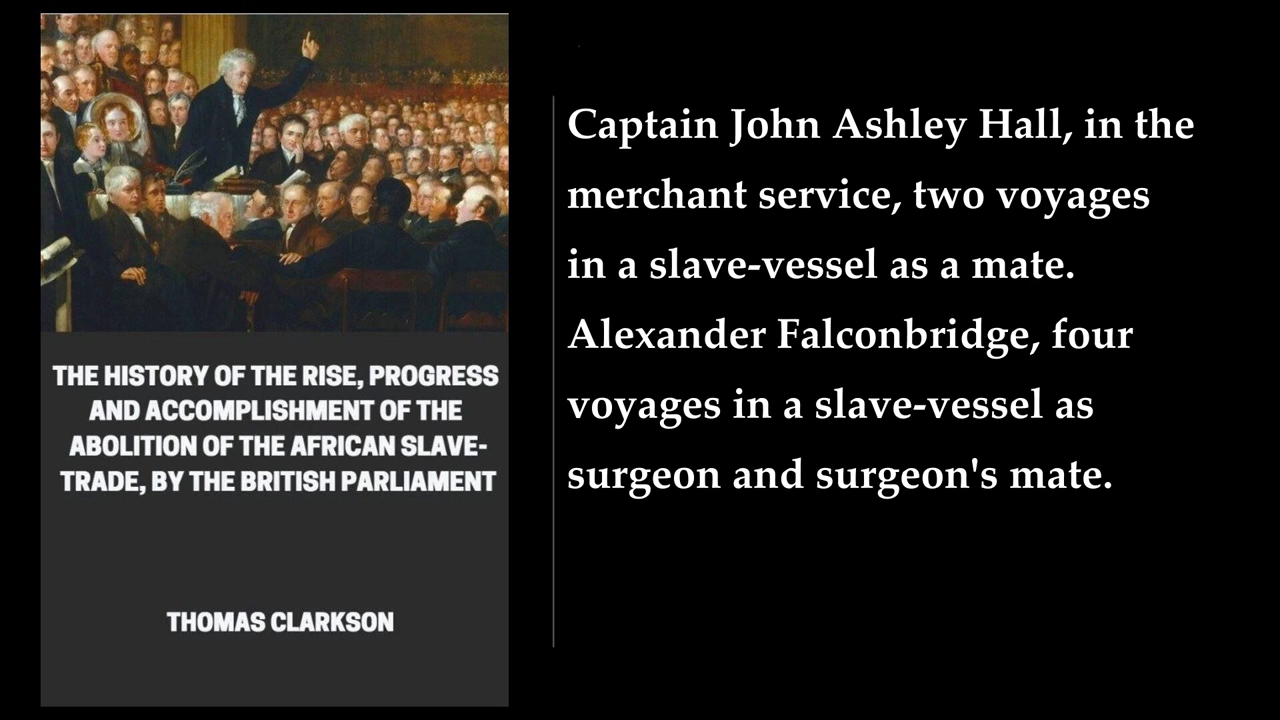 THE HISTORY OF THE RISE, PROGRESS
AND ACCOMPLISHMENT OF THE
ABOLITION OF THE AFRICAN SLAVE-
TRADE, BY THE BRITISH PARLIAMENT
THOMAS CLARKSON
Captain John Ashley Hall, in the
merchant service, two voyages
in a slave-vessel as a mate.
Alexander Falconbridge, four
voyages in a slave-vessel as
surgeon and surgeon's mate.